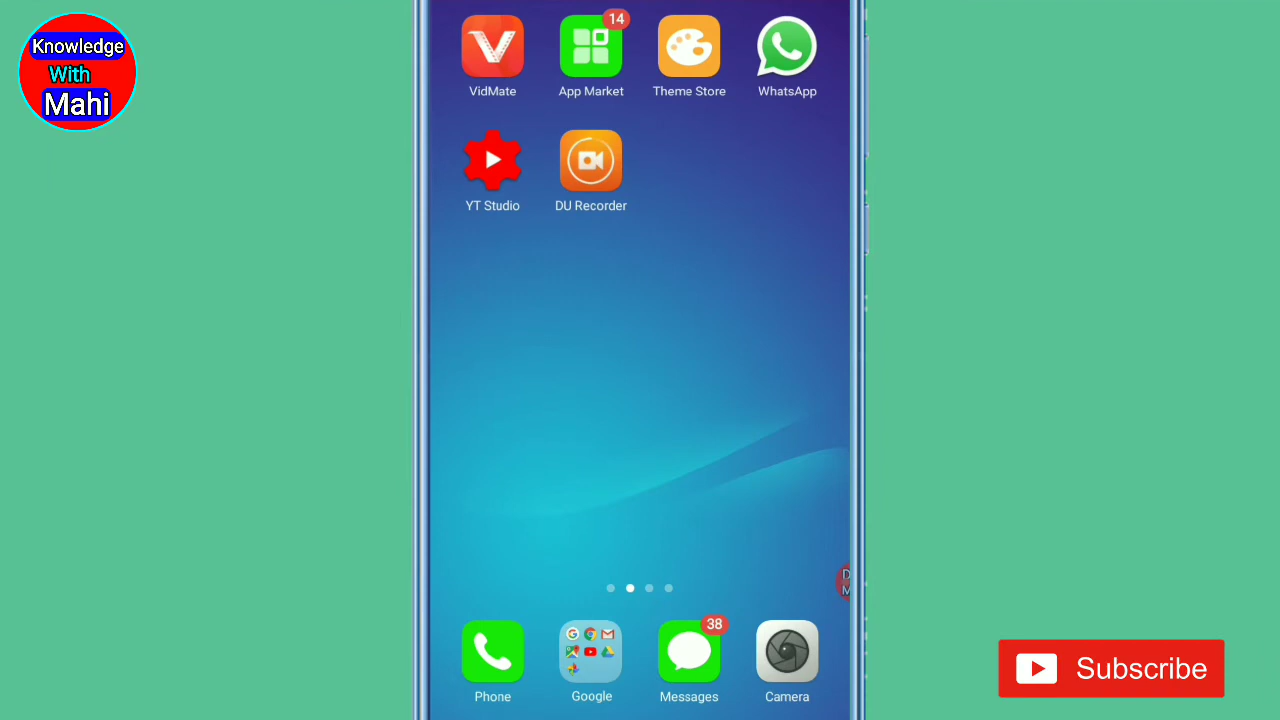 Knowledge
With
Mahi
14
VidMate
App Market
Theme Store
WhatsApp
YT Studio
DU Recorder
D
M
38
Phone
Google
Messages
Camera
Subscribe